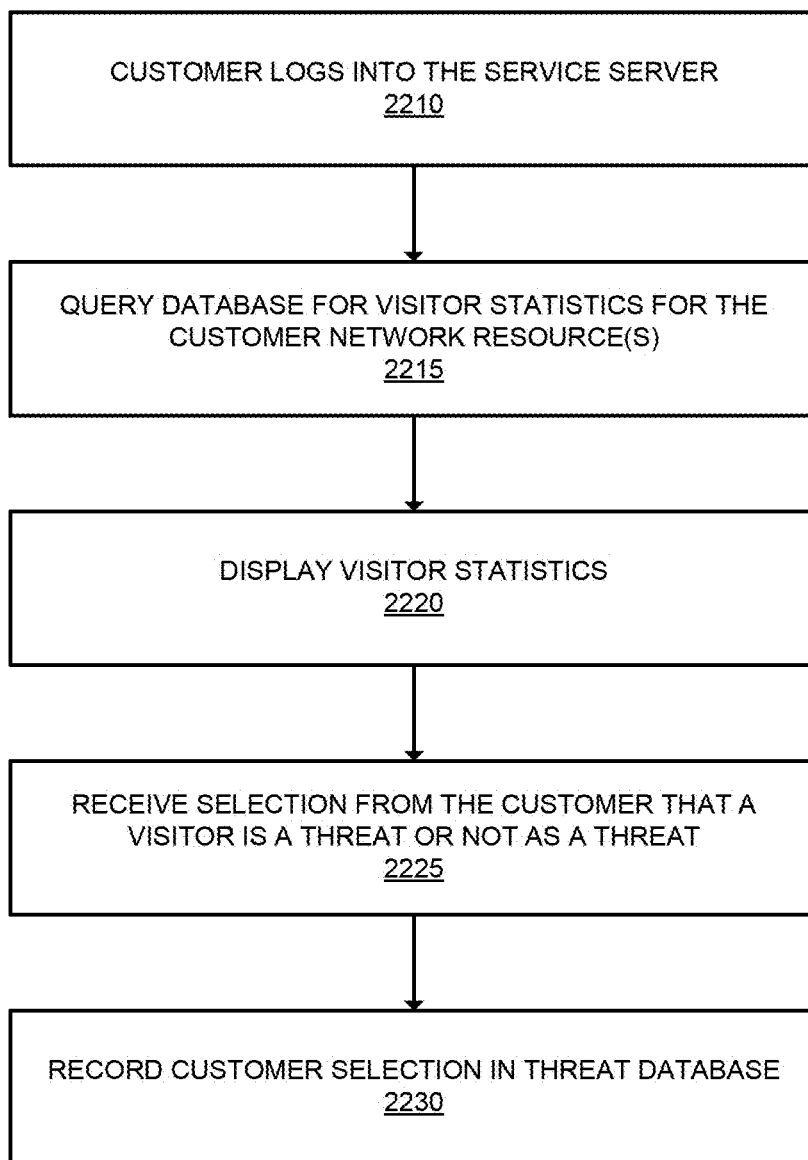 CUSTOMER LOGS INTO THE SERVICE SERVER
2210
QUERY DATABASE FOR VISITOR STATISTICS FOR THE
CUSTOMER NETWORK RESOURCE(S)
2215
DISPLAY VISITOR STATISTICS
2220
RECEIVE SELECTION FROM THE CUSTOMER THAT A
VISITOR IS A THREAT OR NOT AS A THREAT
2225
RECORD CUSTOMER SELECTION IN THREAT DATABASE
2230